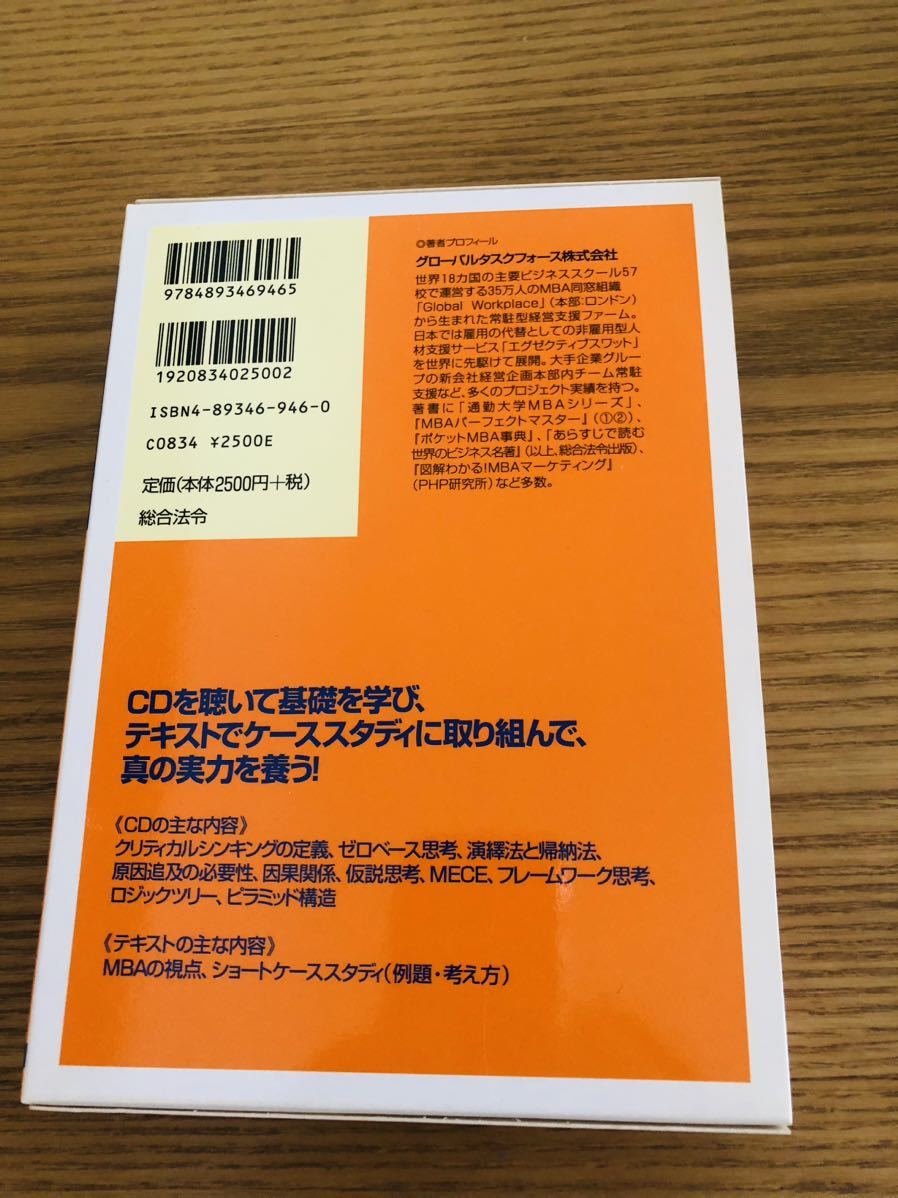 9784893469465
1920834025002
ISBN4-89346-946-0
C0834 ¥2500E
定価(本体2500円+税)
総合法令
◎著者プロフィール
グローバルタスクフォース株式会社
世界18カ国の主要ビジネススクール57
校で運営する35万人のMBA同窓組織
「Global Workplace」(本部:ロンドン)
から生まれた常駐型経営支援ファーム。
日本では雇用の代替としての非雇用型人
材支援サービス「エグゼクティブスワット」
を世界に先駆けて展開。大手企業グルー
プの新会社経営企画本部内チーム常駐
支援など、多くのプロジェクト実績を持つ。
著書に「通勤大学MBAシリーズ」、
『MBAパーフェクトマスター』(①②)、
『ポケットMBA事典』、「あらすじで読む
世界のビジネス名著』(以上、総合法令出版)、
『図解わかる!MBAマーケティング』
(PHP研究所)など多数。
CDを聴いて基礎を学び、
テキストでケーススタディに取り組んで、
真の実力を養う!
《CDの主な内容》
クリティカルシンキングの定義、ゼロベース思考、演繹法と帰納法、
原因追及の必要性、因果関係、仮説思考、MECE、フレームワーク思考、
ロジックツリー、ピラミッド構造
《テキストの主な内容》
MBAの視点、ショートケーススタディ(例題・考え方)